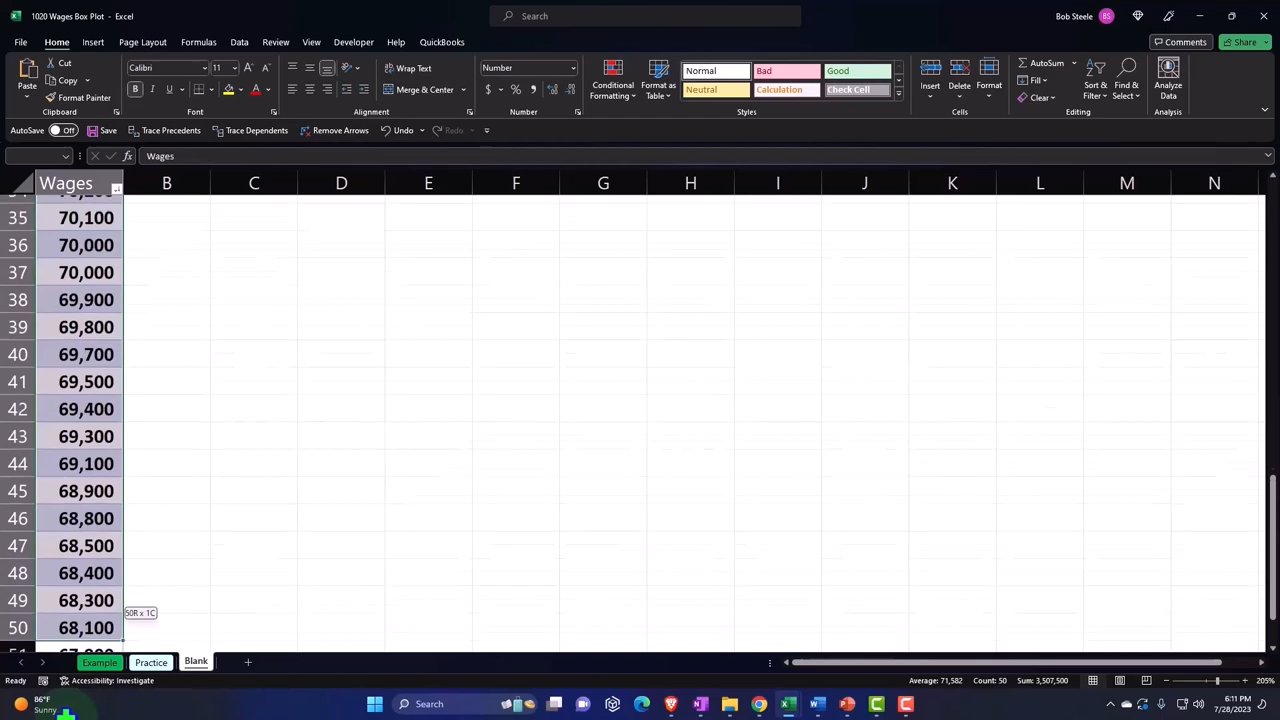 1020 Wages Box Plot - Excel
Search
Bob Steele
BS
File Home Insert Page Layout Formulas Data Review View Developer Help QuickBooks
Comments
Share
Paste
Cut
Copy
Format Painter
Clipboard
Calibri
11
B I U
Font
Wrap Text
Merge & Center
Alignment
Number
$ % 9
Number
Conditional Formatting
Format as Table
Normal Bad Good
Neutral Calculation Check Cell
Styles
Insert Delete Format
Cells
AutoSum
Fill
Clear
Sort & Filter
Find & Select
Editing
Analyze Data
Analysis
AutoSave Off Save Trace Precedents Trace Dependents Remove Arrows Undo Redo
fx Wages
Wages B C D E F G H I J K L M N
35 70,100
36 70,000
37 70,000
38 69,900
39 69,800
40 69,700
41 69,500
42 69,400
43 69,300
44 69,100
45 68,900
46 68,800
47 68,500
48 68,400
49 68,300
50R x 1C
50 68,100
Example Practice Blank
Ready Accessibility: Investigate
Average: 71,582 Count: 50 Sum: 3,507,500
205%
86°F
Sunny
Search
6:11 PM
7/28/2023